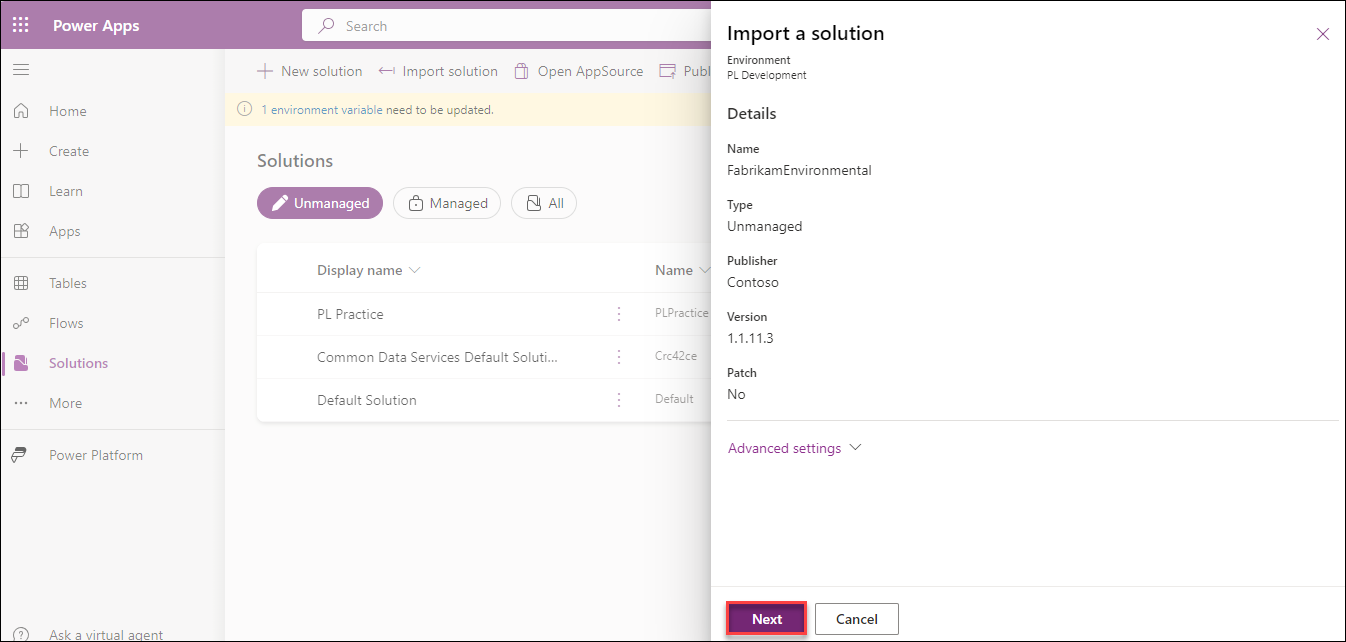 Power Apps
Search
Home
Create
Learn
Apps
Tables
Flows
Solutions
More
Power Platform
Ask a virtual agent
New solution
Import solution
Open AppSource
1 environment variable need to be updated.
Solutions
Unmanaged
Managed
All
Display name
Name
PL Practice
PLPractice
Common Data Services Default Soluti...
Crc42ce
Default Solution
Default
Import a solution
Environment
PL Development
Details
Name
FabrikamEnvironmental
Type
Unmanaged
Publisher
Contoso
Version
1.1.11.3
Patch
No
Advanced settings
Next
Cancel